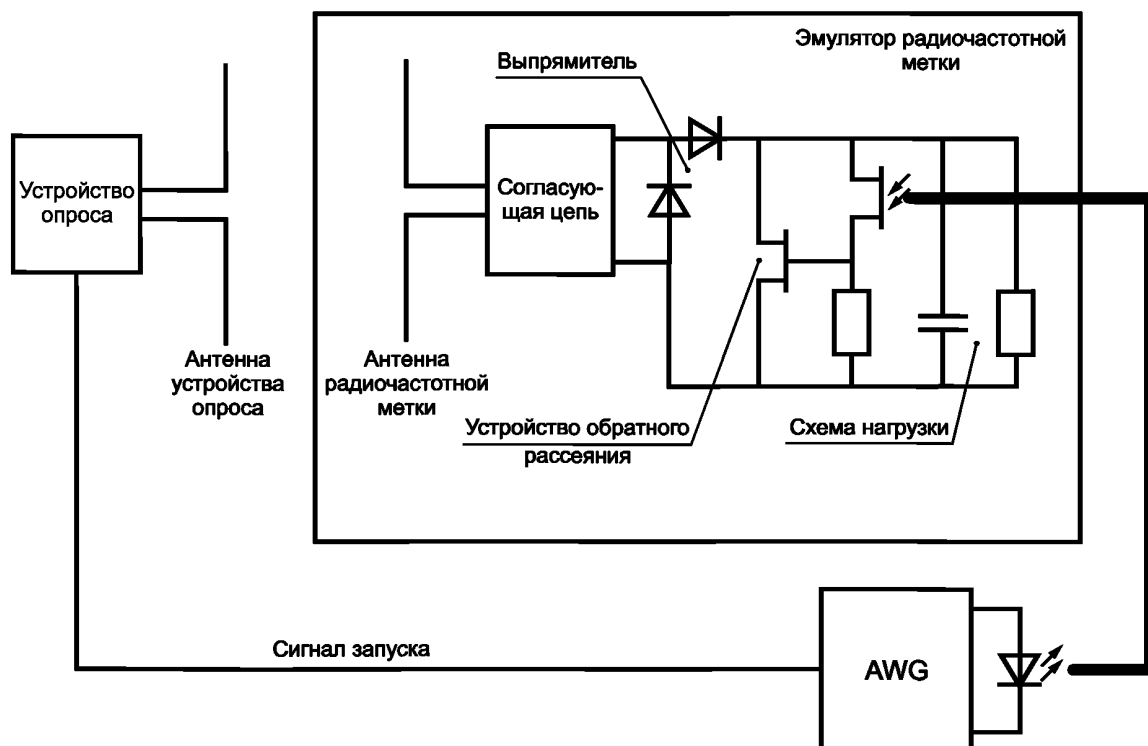 Эмулятор радиочастотной
метки
Выпрямитель
Устройство
опроса
Согласую-
щая цепь
Антенна
устройства
опроса
Антенна
радиочастотной
метки
Устройство обратного
рассеяния
Схема нагрузки
Сигнал запуска
AWG